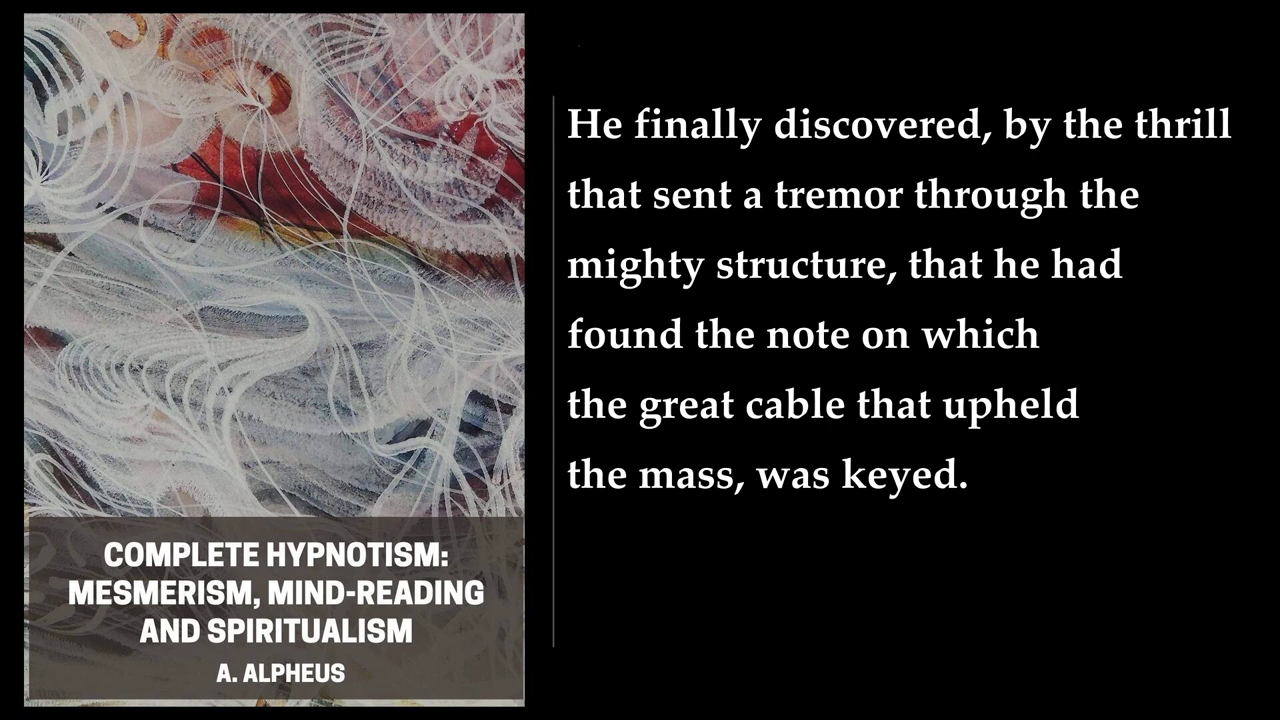 He finally discovered, by the thrill
that sent a tremor through the
mighty structure, that he had
found the note on which
the great cable that upheld
the mass, was keyed.
COMPLETE HYPNOTISM:
MESMERISM, MIND-READING
AND SPIRITUALISM
A. ALPHEUS